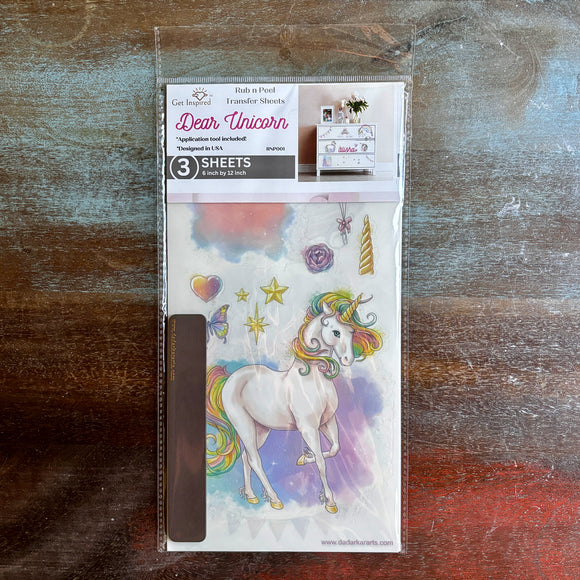 Get Inspired
Rub n Peel
Transfer Sheets
Dear Unicorn
*Application tool included!
*Designed in USA
RNP001
3 SHEETS
6 inch by 12 inch
www.dadarkararts.com